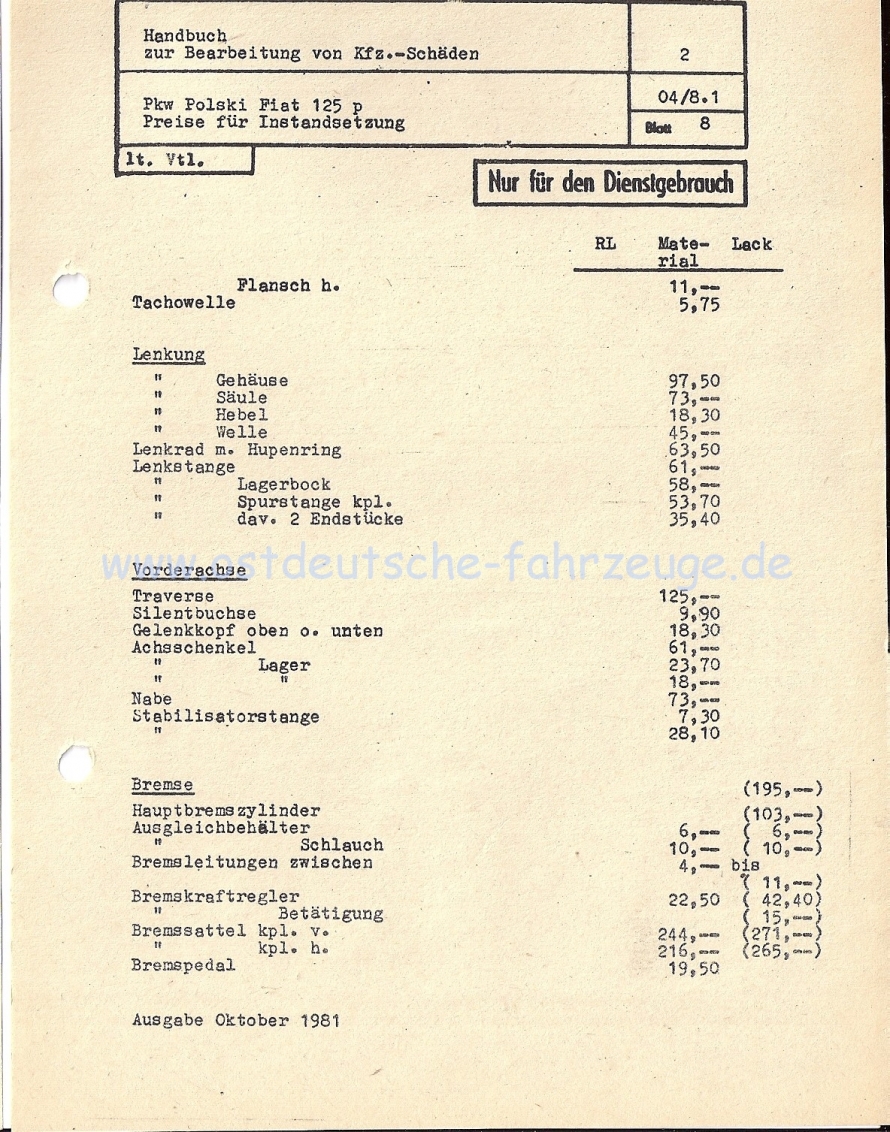 Handbuch
zur Bearbeitung von Kfz.-Schäden 2
Pkw Polski Fiat 125 p 04/8.1
Preise für Instandsetzung Blatt 8
lt. Vtl.
Nur für den Dienstgebrauch
RL Mate- Lack
rial
Flansch h. 11,--
Tachowelle 5,75
Lenkung
" Gehäuse 97,50
" Säule 73,--
" Hebel 18,30
" Welle 45,--
Lenkrad m. Hupenring 63,50
Lenkstange 61,--
" Lagerbock 58,--
" Spurstange kpl. 53,70
" dav. 2 Endstücke 35,40
www.ostdeutsche-fahrzeuge.de
Vorderachse
Traverse 125,--
Silentbuchse 9,90
Gelenkkopf oben o. unten 18,30
Achsschenkel 61,--
" Lager 23,70
" " 18,--
Nabe 73,--
Stabilisatorstange 7,30
" 28,10
Bremse (195,--)
Hauptbremszylinder (103,--)
Ausgleichbehälter 6,-- ( 6,--)
" Schlauch 10,-- ( 10,--)
Bremsleitungen zwischen 4,-- bis
( 11,--)
Bremskraftregler 22,50 ( 42,40)
" Betätigung ( 15,--)
Bremssattel kpl. v. 244,-- (271,--)
" kpl. h. 216,-- (265,--)
Bremspedal 19,50
Ausgabe Oktober 1981